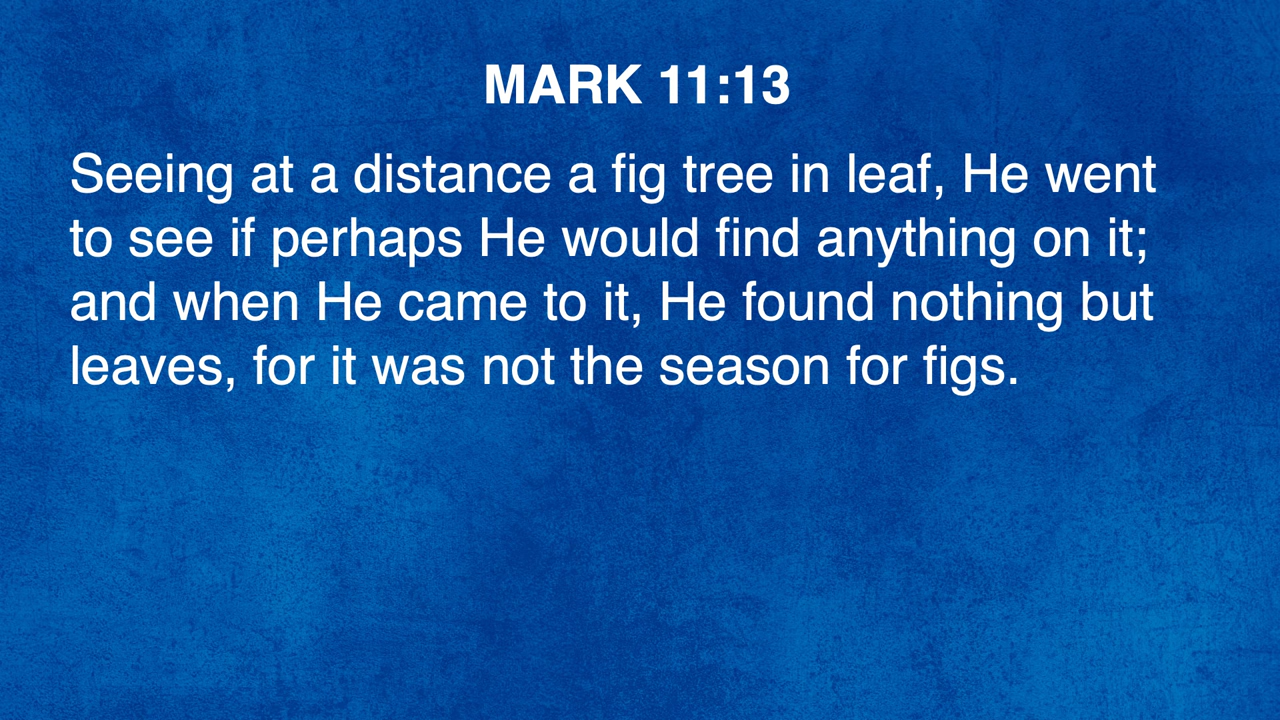 MARK 11:13
Seeing at a distance a fig tree in leaf, He went
to see if perhaps He would find anything on it;
and when He came to it, He found nothing but
leaves, for it was not the season for figs.